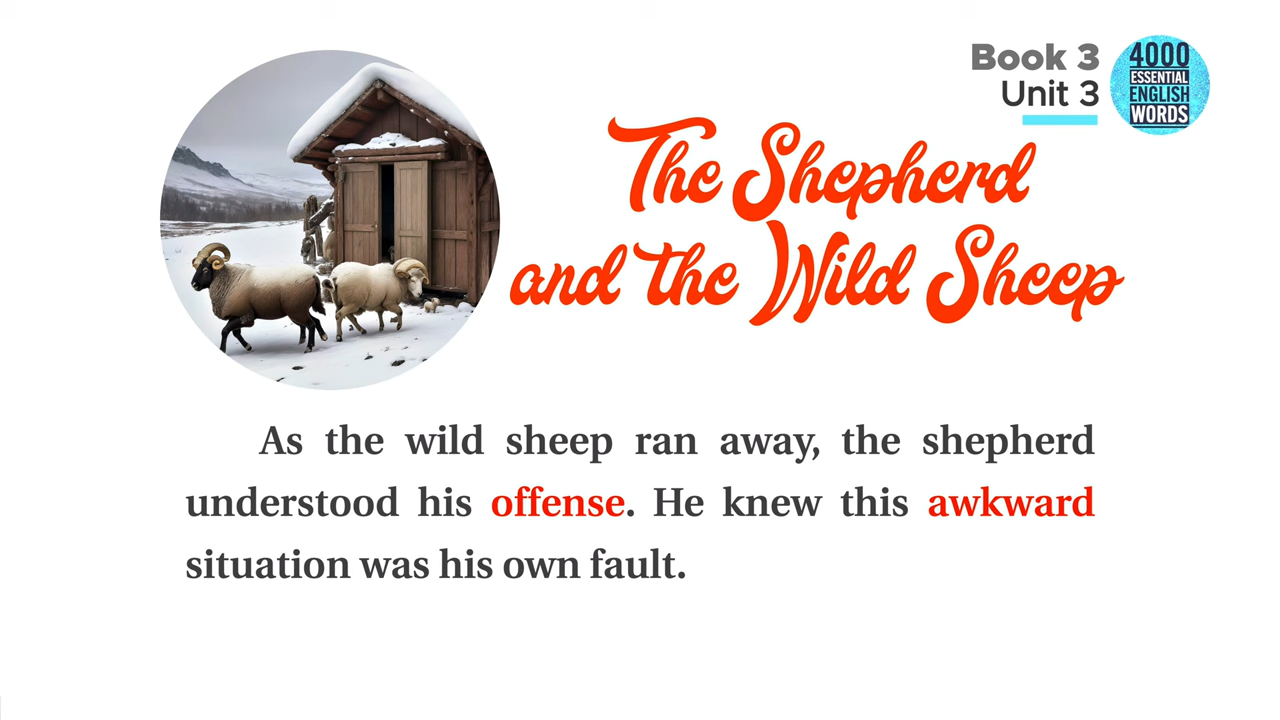 Book 3
Unit 3
4000
ESSENTIAL
ENGLISH
WORDS
The Shepherd
and the Wild Sheep
As the wild sheep ran away, the shepherd
understood his offense. He knew this awkward
situation was his own fault.